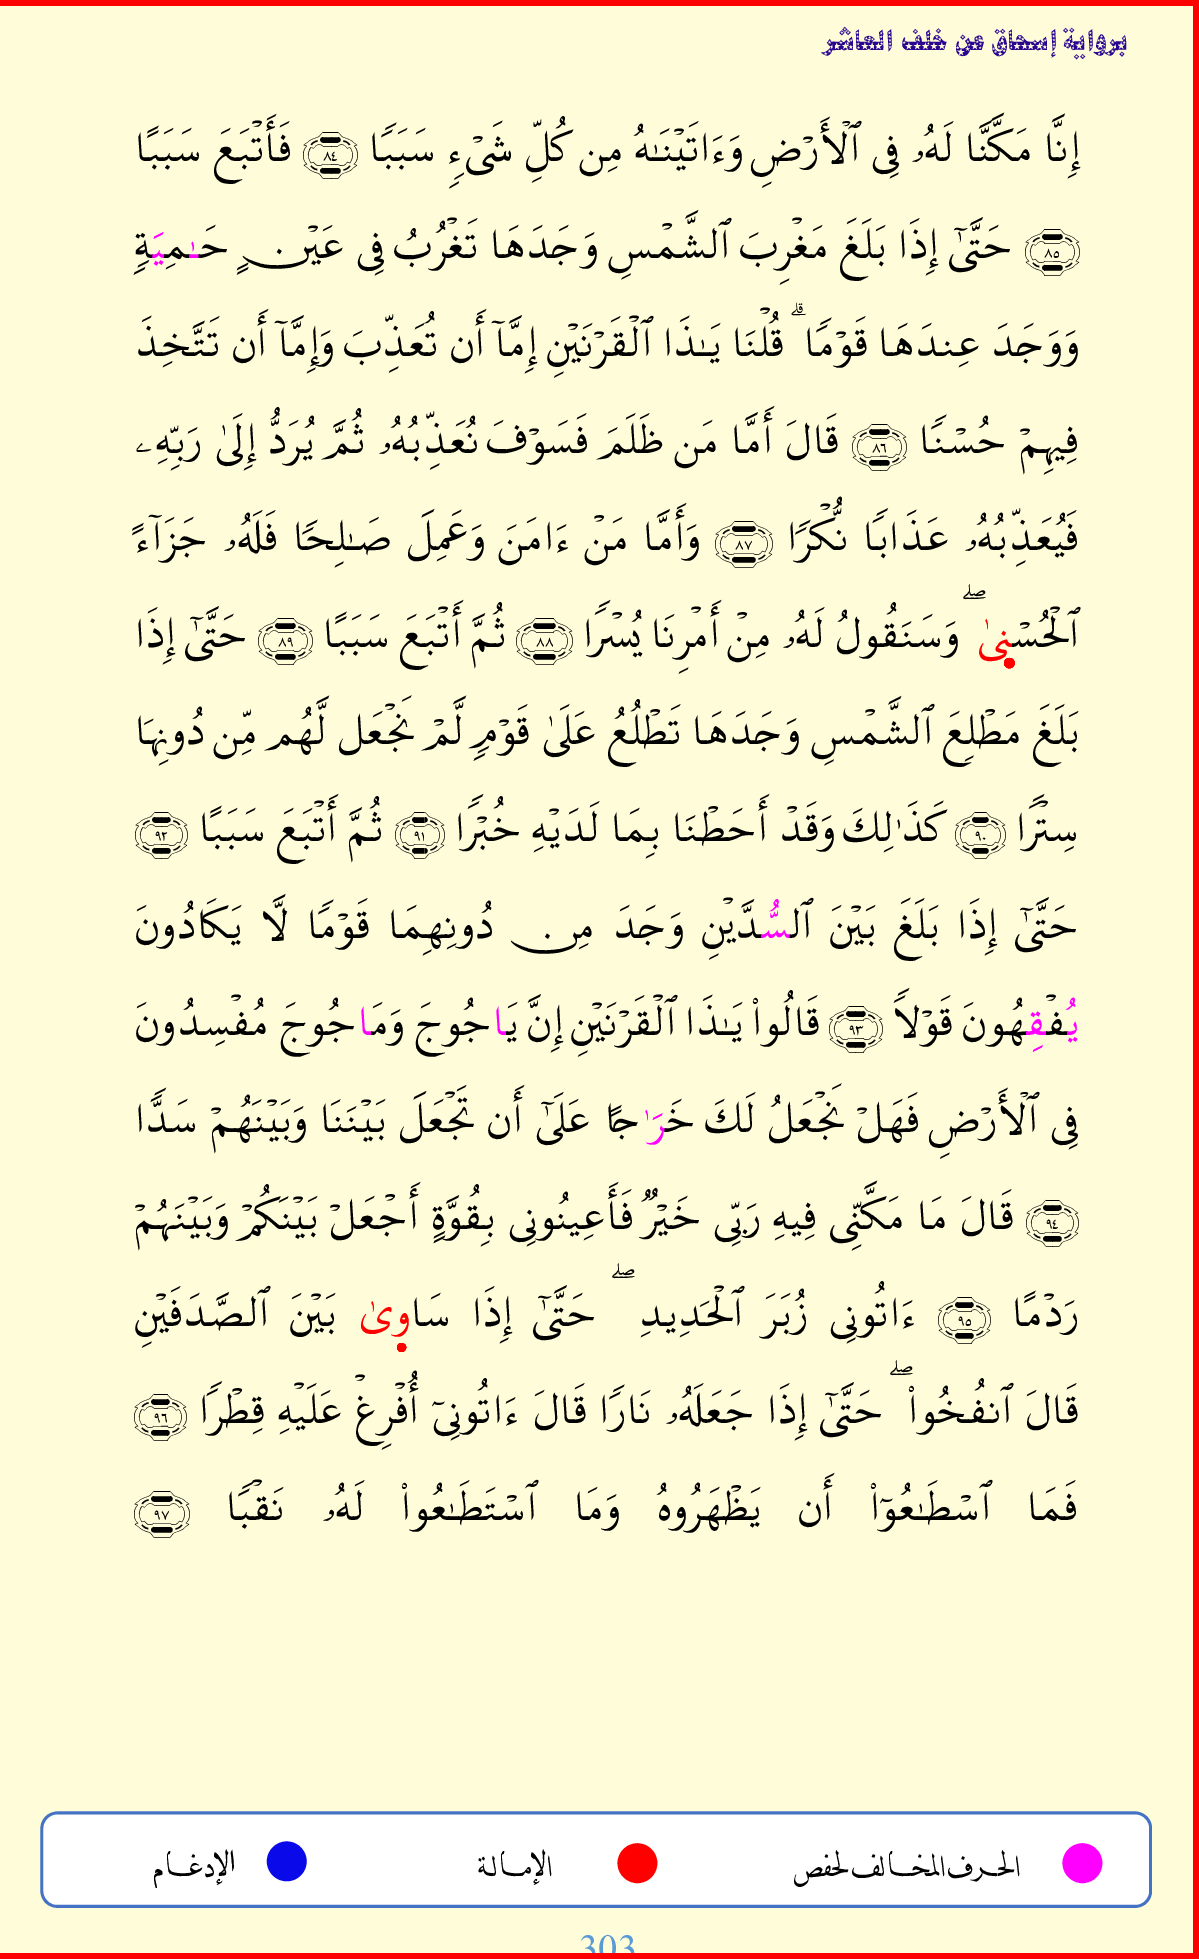 برواية إسحاق عن خلف العاشر
إِنَّا مَكَّنَّا لَهُۥ فِى ٱلۡأَرۡضِ وَءَاتَيۡنَـٰهُ مِن كُلِّ شَىۡءٖ سَبَبٗا ٨٤ فَأَتۡبَعَ سَبَبًا
٨٥ حَتَّىٰٓ إِذَا بَلَغَ مَغۡرِبَ ٱلشَّمۡسِ وَجَدَهَا تَغۡرُبُ فِى عَيۡنٍ حَـٰمِيَةٖ
وَوَجَدَ عِندَهَا قَوۡمٗا ۗ قُلۡنَا يَـٰذَا ٱلۡقَرۡنَيۡنِ إِمَّآ أَن تُعَذِّبَ وَإِمَّآ أَن تَتَّخِذَ
فِيهِمۡ حُسۡنٗا ٨٦ قَالَ أَمَّا مَن ظَلَمَ فَسَوۡفَ نُعَذِّبُهُۥ ثُمَّ يُرَدُّ إِلَىٰ رَبِّهِۦ
فَيُعَذِّبُهُۥ عَذَابٗا نُّكۡرٗا ٨٧ وَأَمَّا مَنۡ ءَامَنَ وَعَمِلَ صَـٰلِحٗا فَلَهُۥ جَزَآءً
ٱلۡحُسۡنِىٰ ۖ وَسَنَقُولُ لَهُۥ مِنۡ أَمۡرِنَا يُسۡرٗا ٨٨ ثُمَّ أَتۡبَعَ سَبَبًا ٨٩ حَتَّىٰٓ إِذَا
بَلَغَ مَطۡلِعَ ٱلشَّمۡسِ وَجَدَهَا تَطۡلُعُ عَلَىٰ قَوۡمٖ لَّمۡ نَجۡعَل لَّهُم مِّن دُونِهَا
سِتۡرٗا ٩٠ كَذَٰلِكَ وَقَدۡ أَحَطۡنَا بِمَا لَدَيۡهِ خُبۡرٗا ٩١ ثُمَّ أَتۡبَعَ سَبَبًا ٩٢
حَتَّىٰٓ إِذَا بَلَغَ بَيۡنَ ٱلسُّدَّيۡنِ وَجَدَ مِن دُونِهِمَا قَوۡمٗا لَّا يَكَادُونَ
يُفۡقِهُونَ قَوۡلٗا ٩٣ قَالُواْ يَـٰذَا ٱلۡقَرۡنَيۡنِ إِنَّ يَاجُوجَ وَمَاجُوجَ مُفۡسِدُونَ
فِى ٱلۡأَرۡضِ فَهَلۡ نَجۡعَلُ لَكَ خَرَٰجًا عَلَىٰٓ أَن تَجۡعَلَ بَيۡنَنَا وَبَيۡنَهُمۡ سَدّٗا
٩٤ قَالَ مَا مَكَّنِّى فِيهِ رَبِّى خَيۡرٞ فَأَعِينُونِى بِقُوَّةٍ أَجۡعَلۡ بَيۡنَكُمۡ وَبَيۡنَهُمۡ
رَدۡمًا ٩٥ ءَاتُونِى زُبَرَ ٱلۡحَدِيدِ ۖ حَتَّىٰٓ إِذَا سَاوِىٰ بَيۡنَ ٱلصَّدَفَيۡنِ
قَالَ ٱنفُخُواْ ۖ حَتَّىٰٓ إِذَا جَعَلَهُۥ نَارٗا قَالَ ءَاتُونِىٓ أُفۡرِغۡ عَلَيۡهِ قِطۡرٗا ٩٦
فَمَا ٱسۡطَـٰعُوٓاْ أَن يَظۡهَرُوهُ وَمَا ٱسۡتَطَـٰعُواْ لَهُۥ نَقۡبٗا ٩٧
الحرف المخالف لحفص الإمالة الإدغام
303